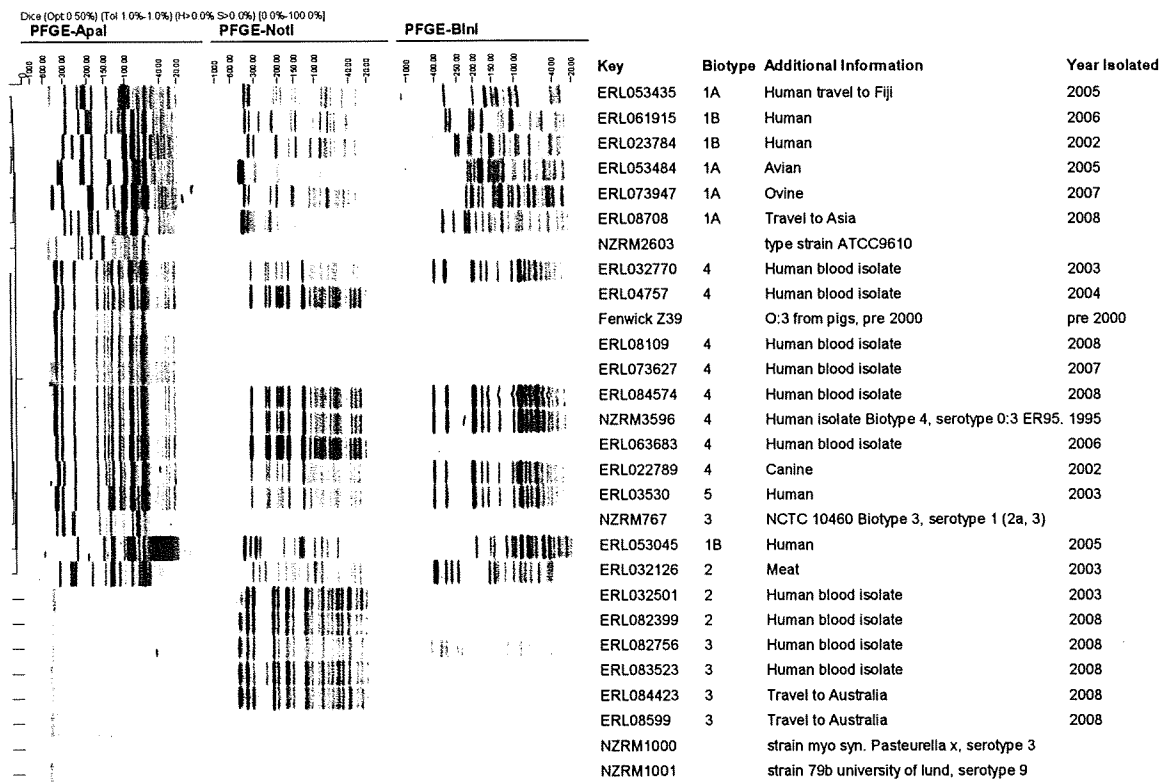 Dice (Opt:0.50%) (Tol 1.0%-1.0%) (H>0.0% S>0.0%) [0.0%-100.0%]
PFGE-ApaI PFGE-NotI PFGE-BlnI
Key Biotype Additional Information Year Isolated
ERL053435 1A Human travel to Fiji 2005
ERL061915 1B Human 2006
ERL023784 1B Human 2002
ERL053484 1A Avian 2005
ERL073947 1A Ovine 2007
ERL08708 1A Travel to Asia 2008
NZRM2603 type strain ATCC9610
ERL032770 4 Human blood isolate 2003
ERL04757 4 Human blood isolate 2004
Fenwick Z39 O:3 from pigs, pre 2000 pre 2000
ERL08109 4 Human blood isolate 2008
ERL073627 4 Human blood isolate 2007
ERL084574 4 Human blood isolate 2008
NZRM3596 4 Human isolate Biotype 4, serotype 0:3 ER95. 1995
ERL063683 4 Human blood isolate 2006
ERL022789 4 Canine 2002
ERL03530 5 Human 2003
NZRM767 3 NCTC 10460 Biotype 3, serotype 1 (2a, 3)
ERL053045 1B Human 2005
ERL032126 2 Meat 2003
ERL032501 2 Human blood isolate 2003
ERL082399 2 Human blood isolate 2008
ERL082756 3 Human blood isolate 2008
ERL083523 3 Human blood isolate 2008
ERL084423 3 Travel to Australia 2008
ERL08599 3 Travel to Australia 2008
NZRM1000 strain myo syn. Pasteurella x, serotype 3
NZRM1001 strain 79b university of lund, serotype 9